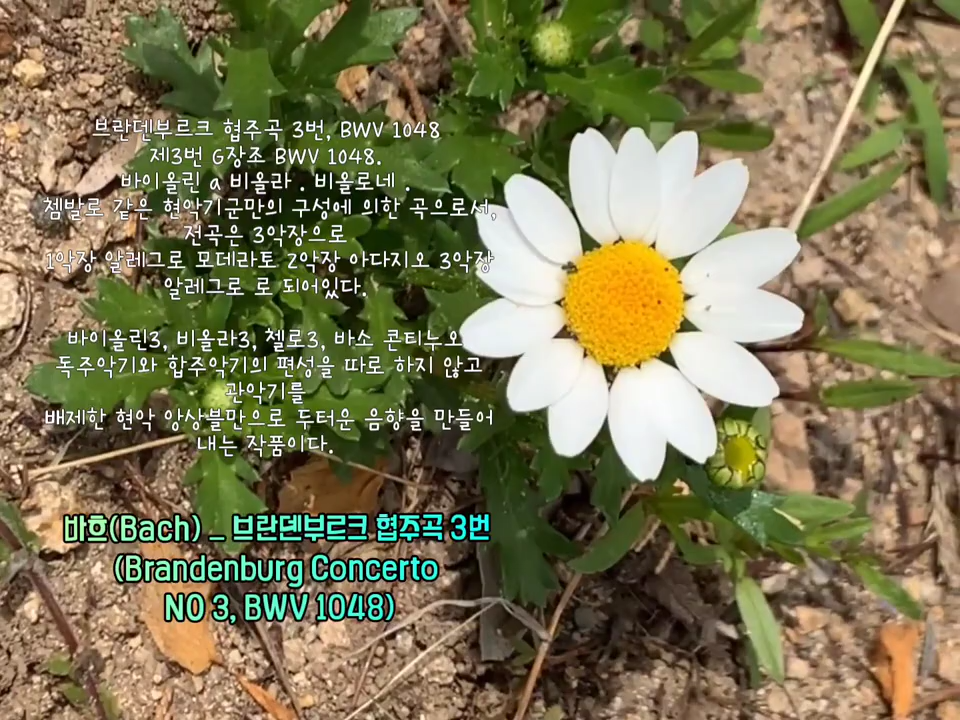 브란덴부르크 협주곡 3번, BWV 1048
제3번 G장조 BWV 1048.
바이올린 a 비올라 . 비올로네 .
쳄발로 같은 현악기군만의 구성에 의한 곡으로서,
전곡은 3악장으로
1악장 알레그로 모데라토 2악장 아다지오 3악장
알레그로 로 되어있다.
바이올린3, 비올라3, 첼로3, 바소 콘티누오
독주악기와 합주악기의 편성을 따로 하지 않고
관악기를
배제한 현악 앙상블만으로 두터운 음향을 만들어
내는 작품이다.
바흐(Bach) _ 브란덴부르크 협주곡 3번
(Brandenburg Concerto
NO 3, BWV 1048)